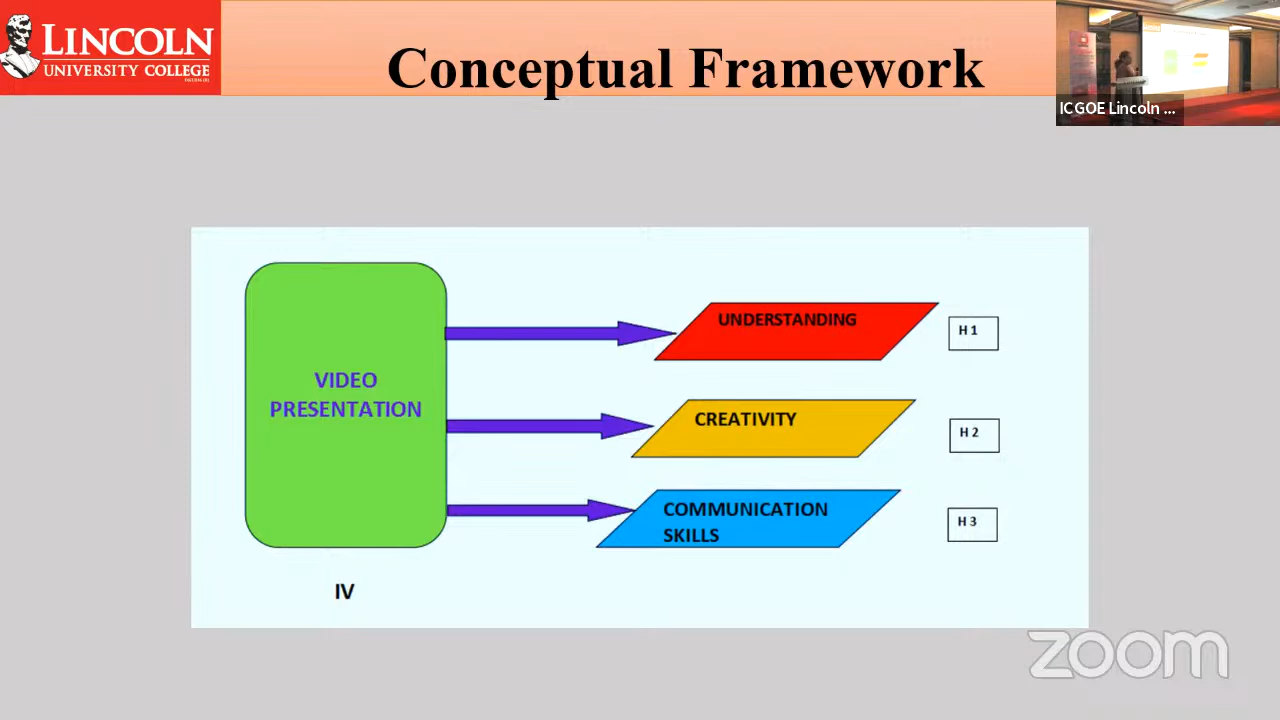 LINCOLN
UNIVERSITY COLLEGE
Conceptual Framework
ICGOE Lincoln ...
VIDEO
PRESENTATION
UNDERSTANDING
H 1
CREATIVITY
H 2
COMMUNICATION
SKILLS
H 3
IV
zoom